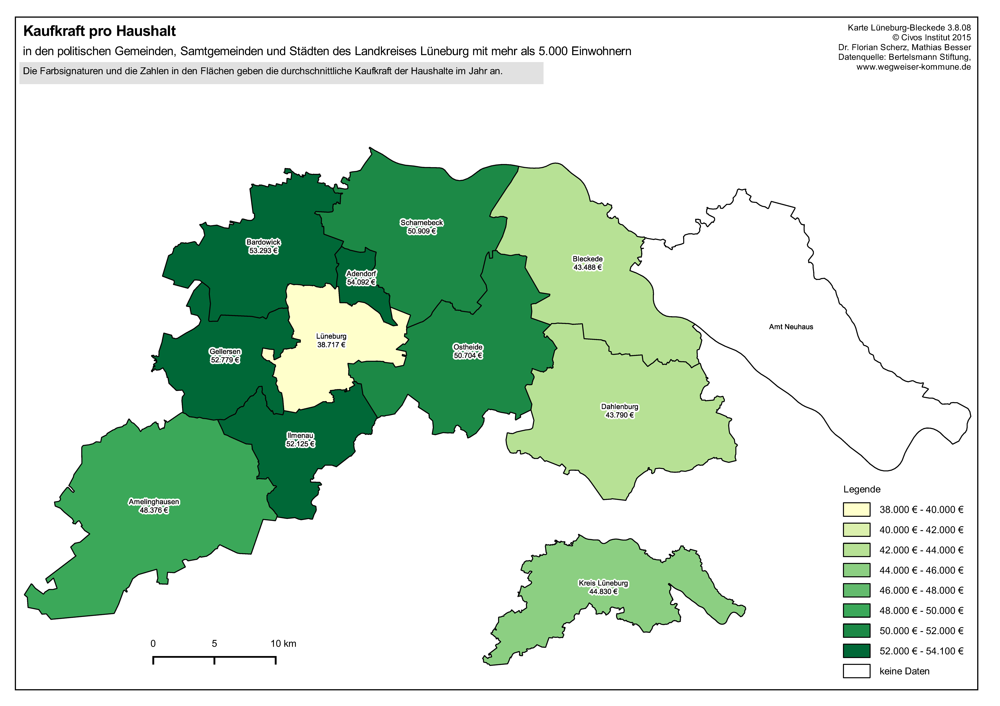 Kaufkraft pro Haushalt
in den politischen Gemeinden, Samtgemeinden und Städten des Landkreises Lüneburg mit mehr als 5.000 Einwohnern
Die Farbsignaturen und die Zahlen in den Flächen geben die durchschnittliche Kaufkraft der Haushalte im Jahr an.
Karte Lüneburg-Bleckede 3.8.08
© Civos Institut 2015
Dr. Florian Scherz, Mathias Besser
Datenquelle: Bertelsmann Stiftung,
www.wegweiser-kommune.de
Scharnebeck
50.909 €
Bardowick
53.293 €
Bleckede
43.488 €
Adendorf
54.092 €
Amt Neuhaus
Lüneburg
38.717 €
Ostheide
50.704 €
Gellersen
52.779 €
Dahlenburg
43.790 €
Ilmenau
52.125 €
Amelinghausen
48.376 €
Kreis Lüneburg
44.830 €
Legende
38.000 € - 40.000 €
40.000 € - 42.000 €
42.000 € - 44.000 €
44.000 € - 46.000 €
46.000 € - 48.000 €
48.000 € - 50.000 €
50.000 € - 52.000 €
52.000 € - 54.100 €
keine Daten
0 5 10 km